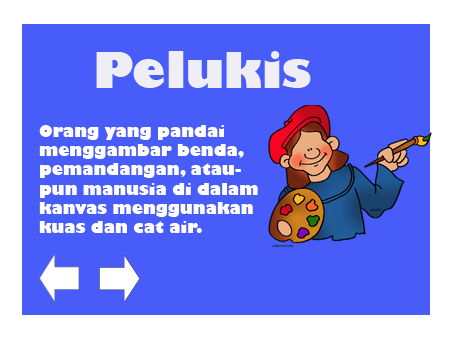 Pelukis
Orang yang pandai
menggambar benda,
pemandangan, atau-
pun manusia di dalam
kanvas menggunakan
kuas dan cat air.